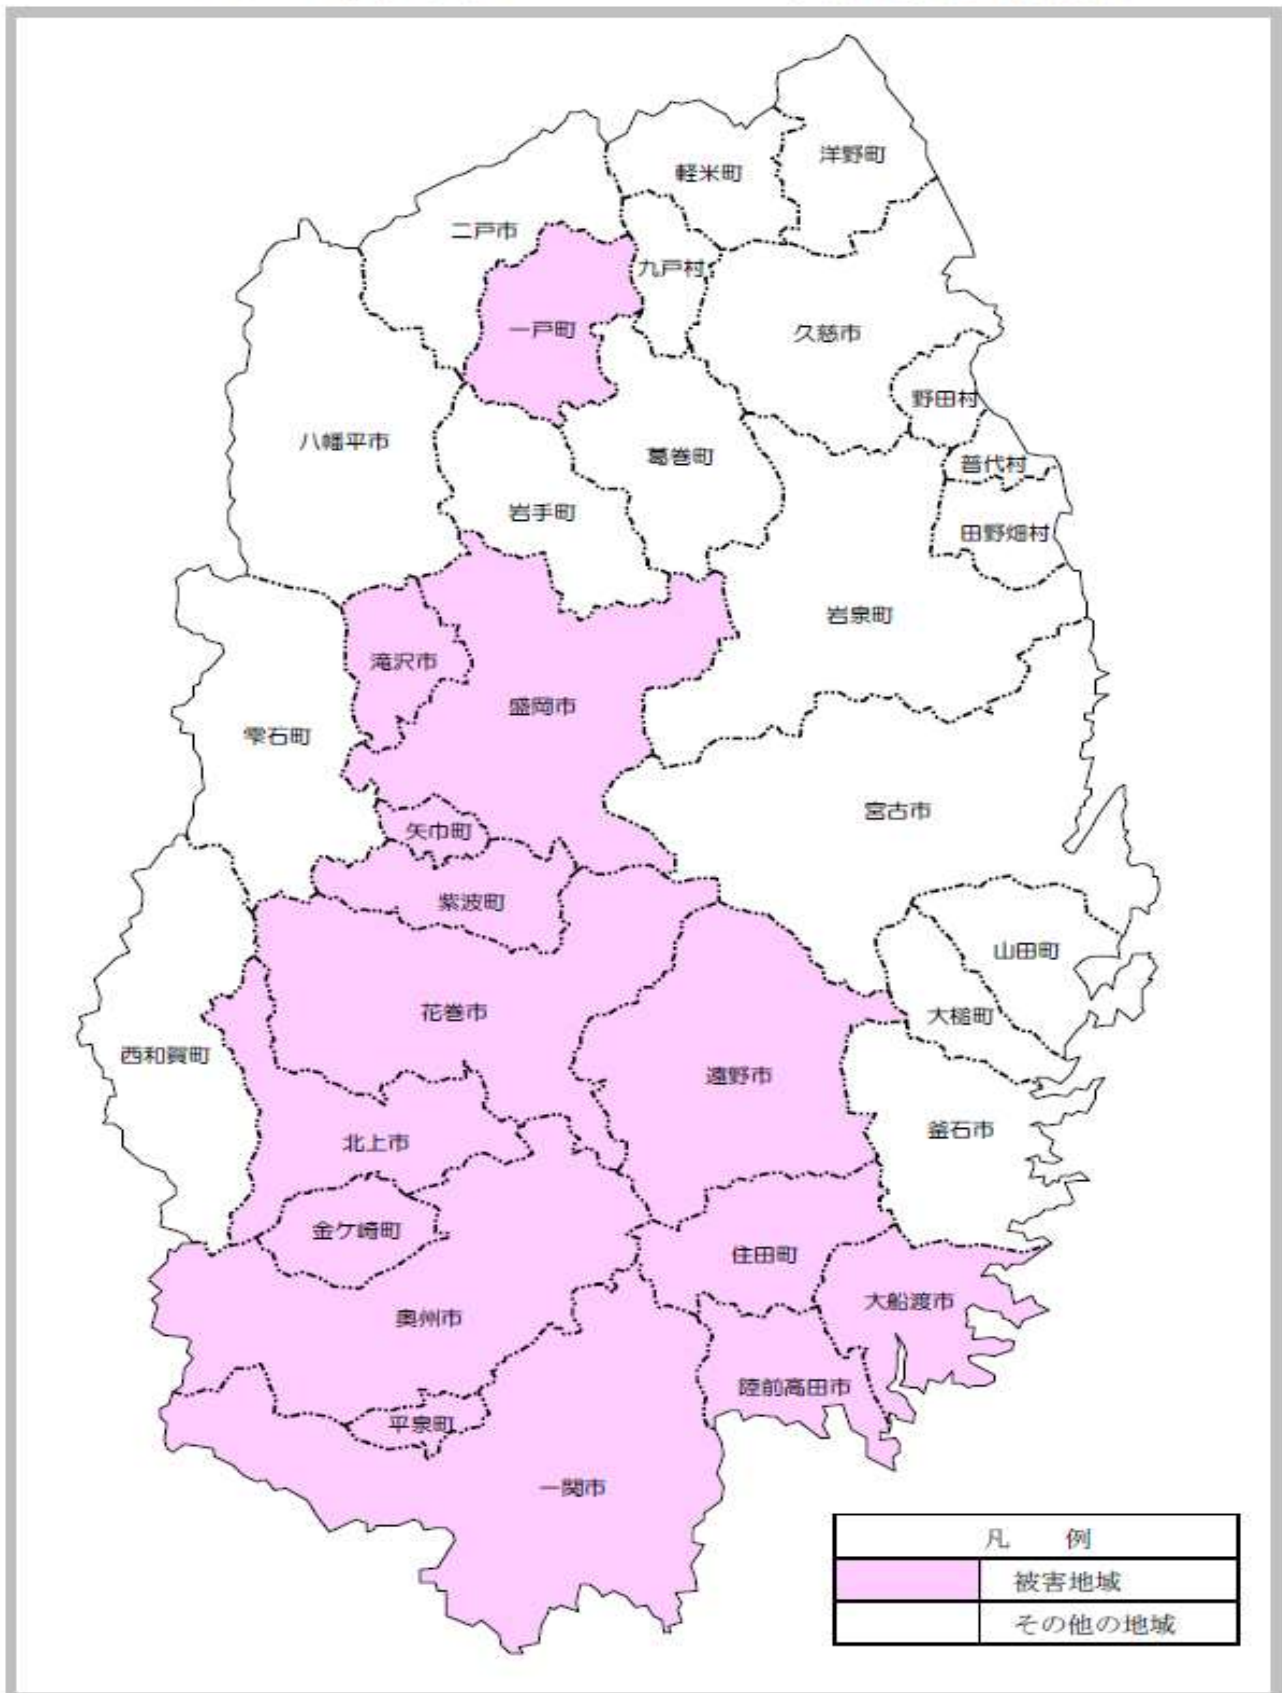 洋野町
軽米町
二戸市
九戸村
一戸町
久慈市
野田村
八幡平市
葛巻町
普代村
岩手町
田野畑村
岩泉町
滝沢市
盛岡市
雫石町
宮古市
矢巾町
紫波町
山田町
花巻市
大槌町
西和賀町
遠野市
釜石市
北上市
金ケ崎町
住田町
大船渡市
奥州市
陸前高田市
平泉町
一関市
凡 例
被害地域
その他の地域